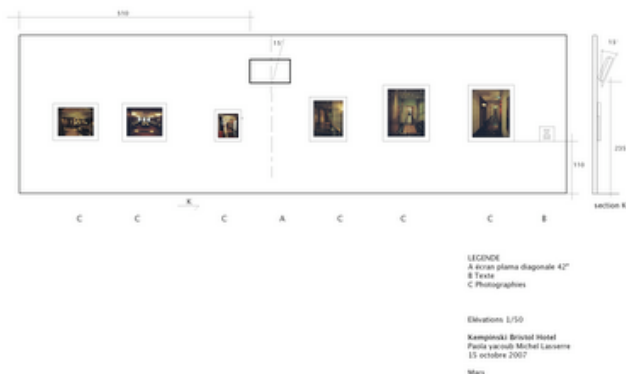 510
15°
15°
110
255
section K
K
C C C A C C C B
LEGENDE
A écran plama diagonale 42"
B Texte
C Photographies
Elévations 1/50
Kempinski Bristol Hotel
Paola yacoub Michel Lasserre
15 octobre 2007